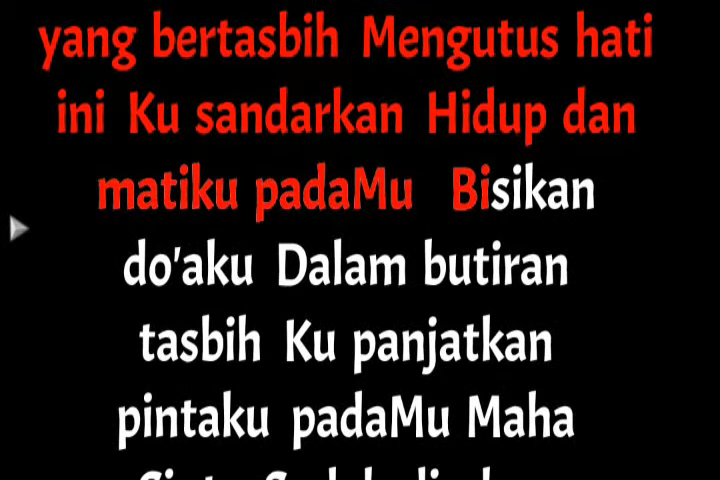 yang bertasbih Mengutus hati
ini Ku sandarkan Hidup dan
matiku padaMu Bisikan
do'aku Dalam butiran
tasbih Ku panjatkan
pintaku padaMu Maha